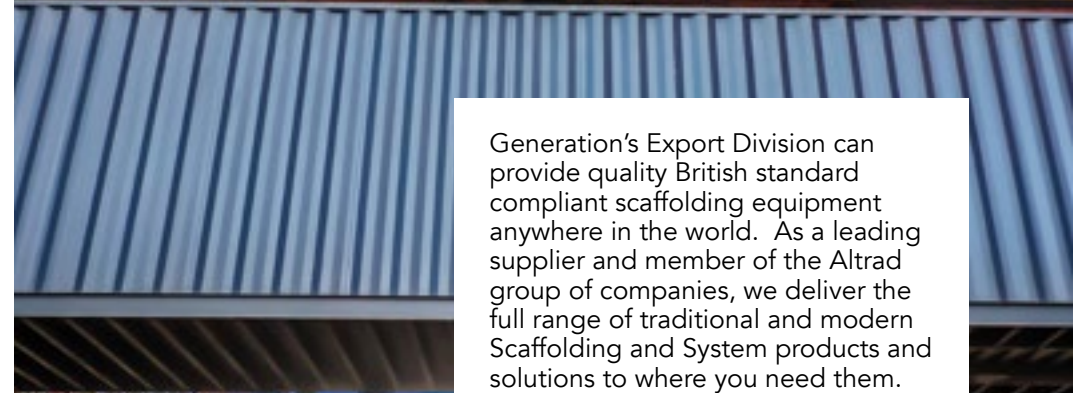 Generation’s Export Division can
provide quality British standard
compliant scaffolding equipment
anywhere in the world.  As a leading
supplier and member of the Altrad
group of companies, we deliver the
full range of traditional and modern
Scaffolding and System products and
solutions to where you need them.